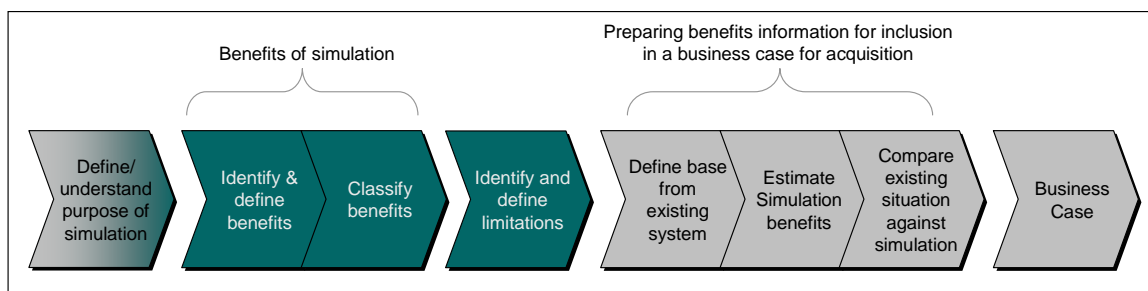 Benefits of simulation
Preparing benefits information for inclusion
in a business case for acquisition
Define/
understand
purpose of
simulation
Identify &
define
benefits
Classify
benefits
Identify and
define
limitations
Define base
from
existing
system
Estimate
Simulation
benefits
Compare
existing
situation
against
simulation
Business
Case